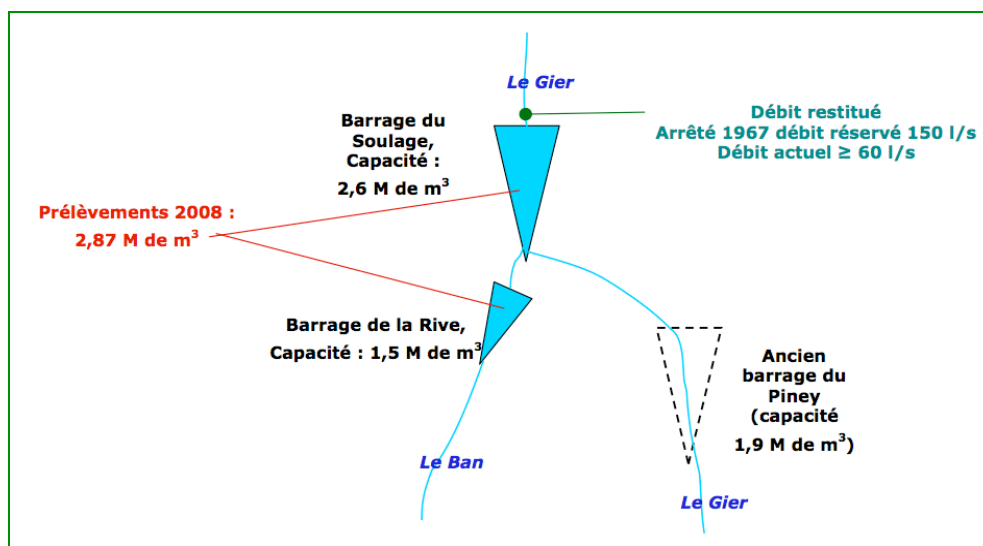 Le Gier
Débit restitué
Arrêté 1967 débit réservé 150 l/s
Débit actuel ≥ 60 l/s
Barrage du
Soulage,
Capacité :
2,6 M de m³
Prélèvements 2008 :
2,87 M de m³
Barrage de la Rive,
Capacité : 1,5 M de m³
Ancien
barrage du
Piney
(capacité
1,9 M de m³)
Le Ban
Le Gier